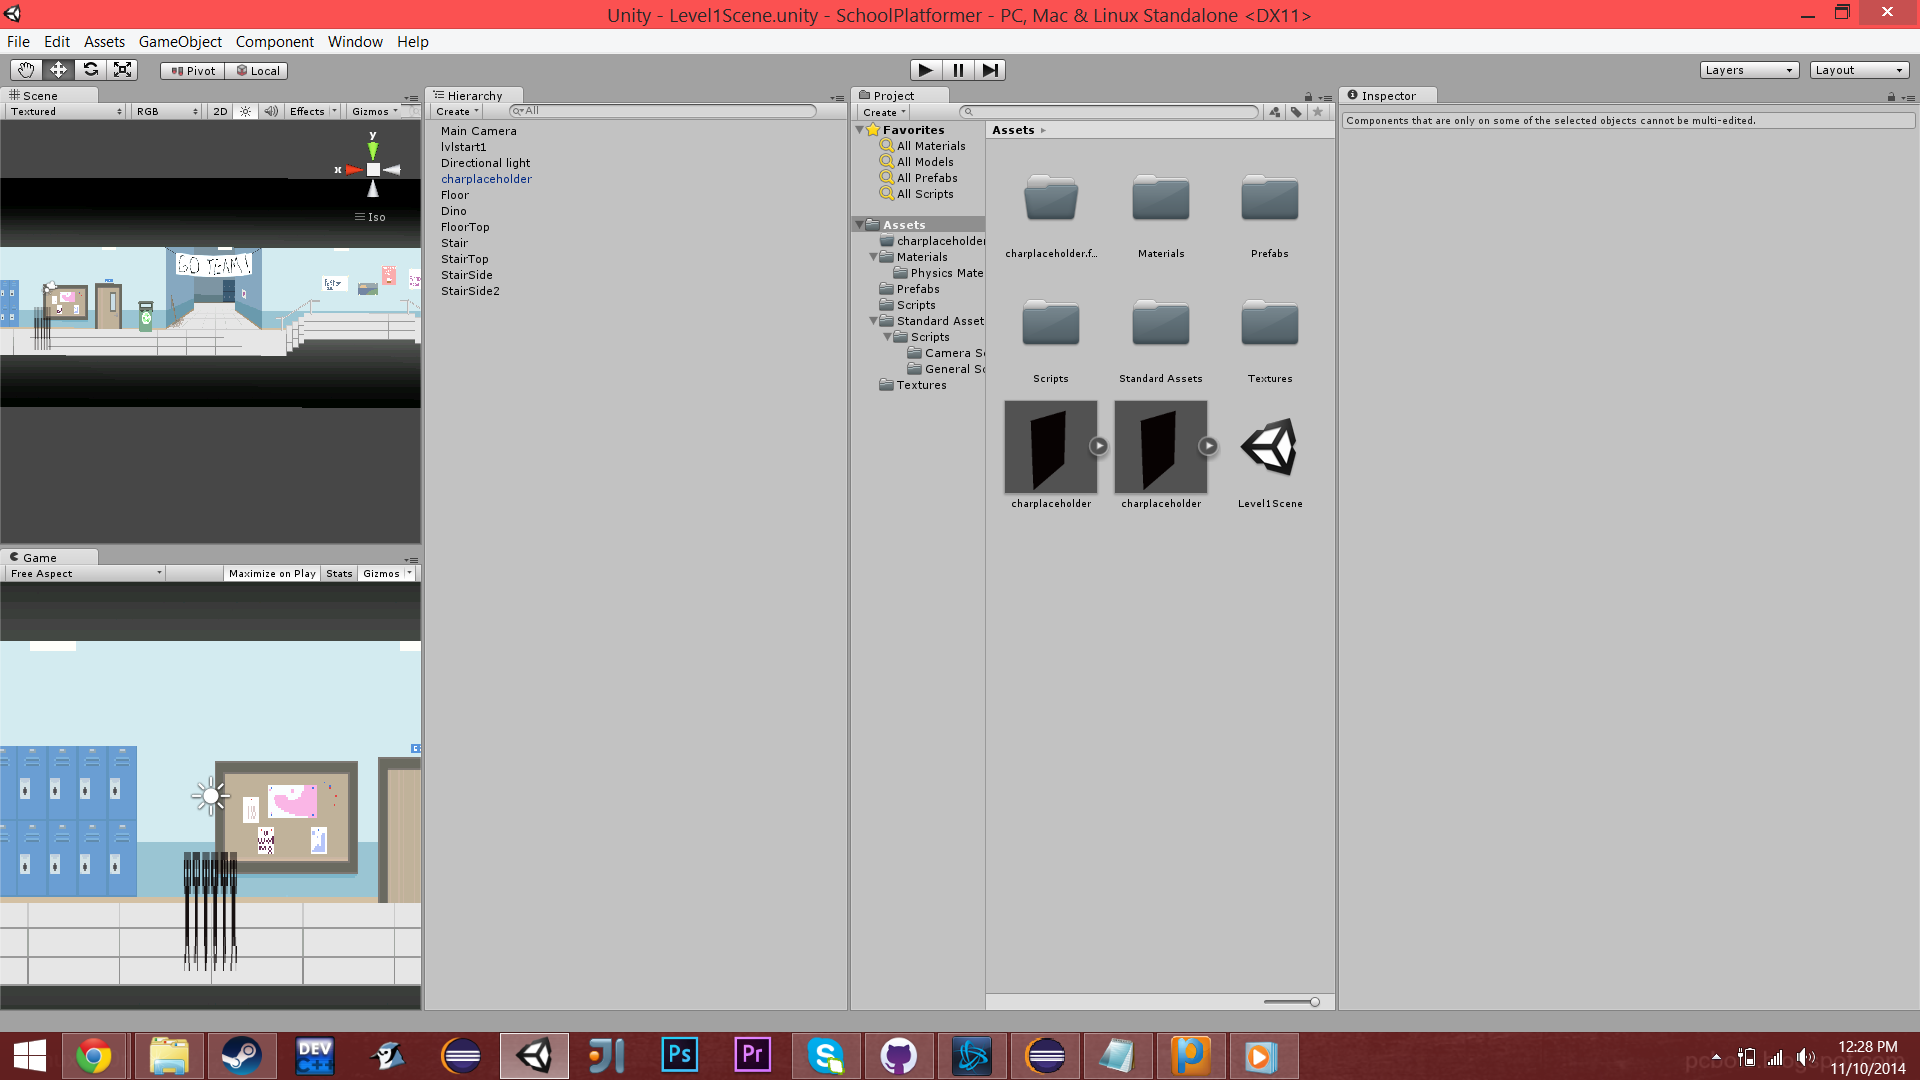 Unity - Level1Scene.unity - SchoolPlatformer - PC, Mac & Linux Standalone <DX11>
File Edit Assets GameObject Component Window Help
Pivot Local Layers Layout
Scene
Textured RGB 2D Effects Gizmos
y
x
Iso
GO TEAM!
Game
Free Aspect Maximize on Play Stats Gizmos
Hierarchy
Create All
Main Camera
lvlstart1
Directional light
charplaceholder
Floor
Dino
FloorTop
Stair
StairTop
StairSide
StairSide2
Project
Create
Favorites
All Materials
All Models
All Prefabs
All Scripts
Assets
charplaceholder
Materials
Physics Mate
Prefabs
Scripts
Standard Asset
Scripts
Camera Sc
General Sc
Textures
Assets
charplaceholder.f... Materials Prefabs
Scripts Standard Assets Textures
charplaceholder charplaceholder Level1Scene
Inspector
Components that are only on some of the selected objects cannot be multi-edited.
DEV C++ Ps Pr
12:28 PM
11/10/2014